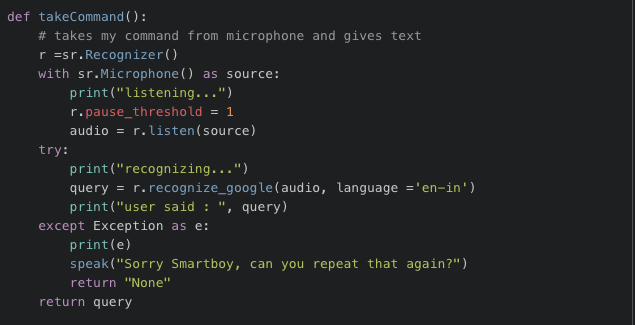 def takeCommand():
    # takes my command from microphone and gives text
    r =sr.Recognizer()
    with sr.Microphone() as source:
        print("listening...")
        r.pause_threshold = 1
        audio = r.listen(source)
    try:
        print("recognizing...")
        query = r.recognize_google(audio, language ='en-in')
        print("user said : ", query)
    except Exception as e:
        print(e)
        speak("Sorry Smartboy, can you repeat that again?")
        return "None"
    return query